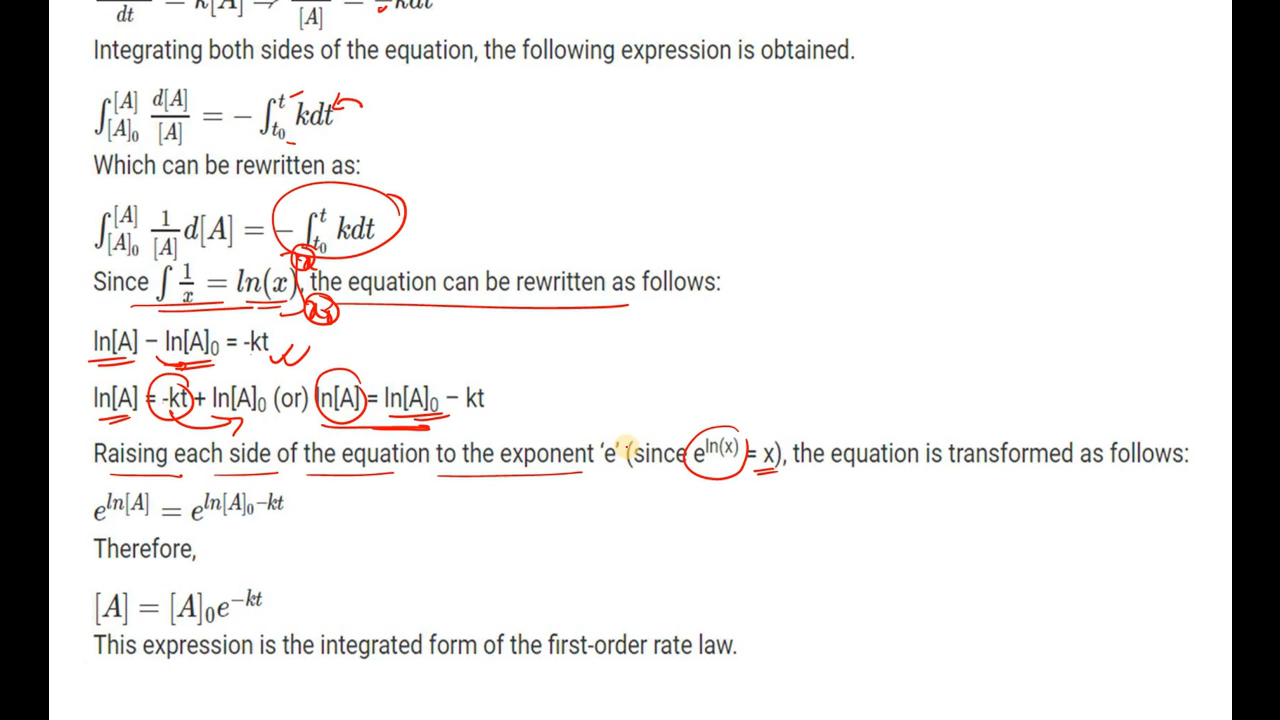 dt = k[A] ⇒ [A] = - kdt
Integrating both sides of the equation, the following expression is obtained.
∫_{[A]₀}^{[A]} d[A]/[A] = − ∫_{t₀}^{t} kdt
Which can be rewritten as:
∫_{[A]₀}^{[A]} 1/[A] d[A] = − ∫_{t₀}^{t} kdt
Since ∫ 1/x = ln(x), the equation can be rewritten as follows:
ln[A] − ln[A]₀ = -kt
ln[A] = -kt + ln[A]₀ (or) ln[A] = ln[A]₀ − kt
Raising each side of the equation to the exponent ‘e’ (since e^{ln(x)} = x), the equation is transformed as follows:
e^{ln[A]} = e^{ln[A]₀−kt}
Therefore,
[A] = [A]₀e^{−kt}
This expression is the integrated form of the first-order rate law.